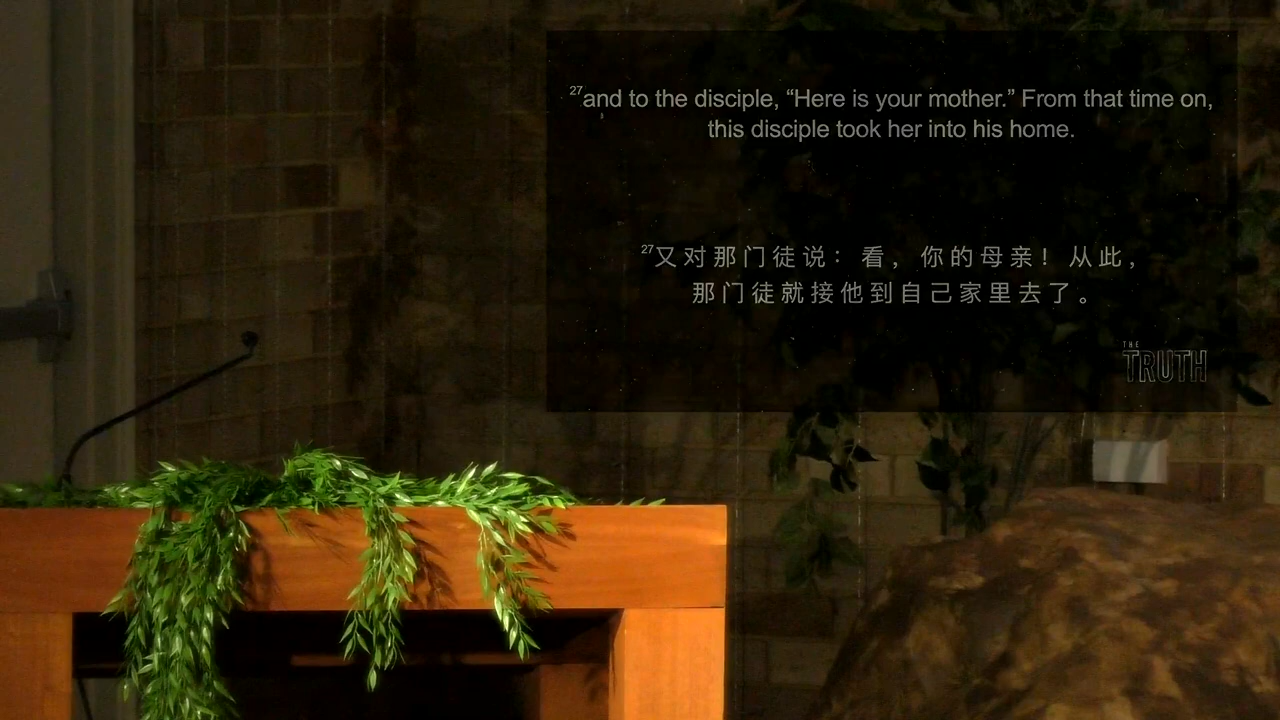 27and to the disciple, “Here is your mother.” From that time on,
this disciple took her into his home.
27又对那门徒说：看，你的母亲！从此，
那门徒就接他到自己家里去了。
THE
TRUTH